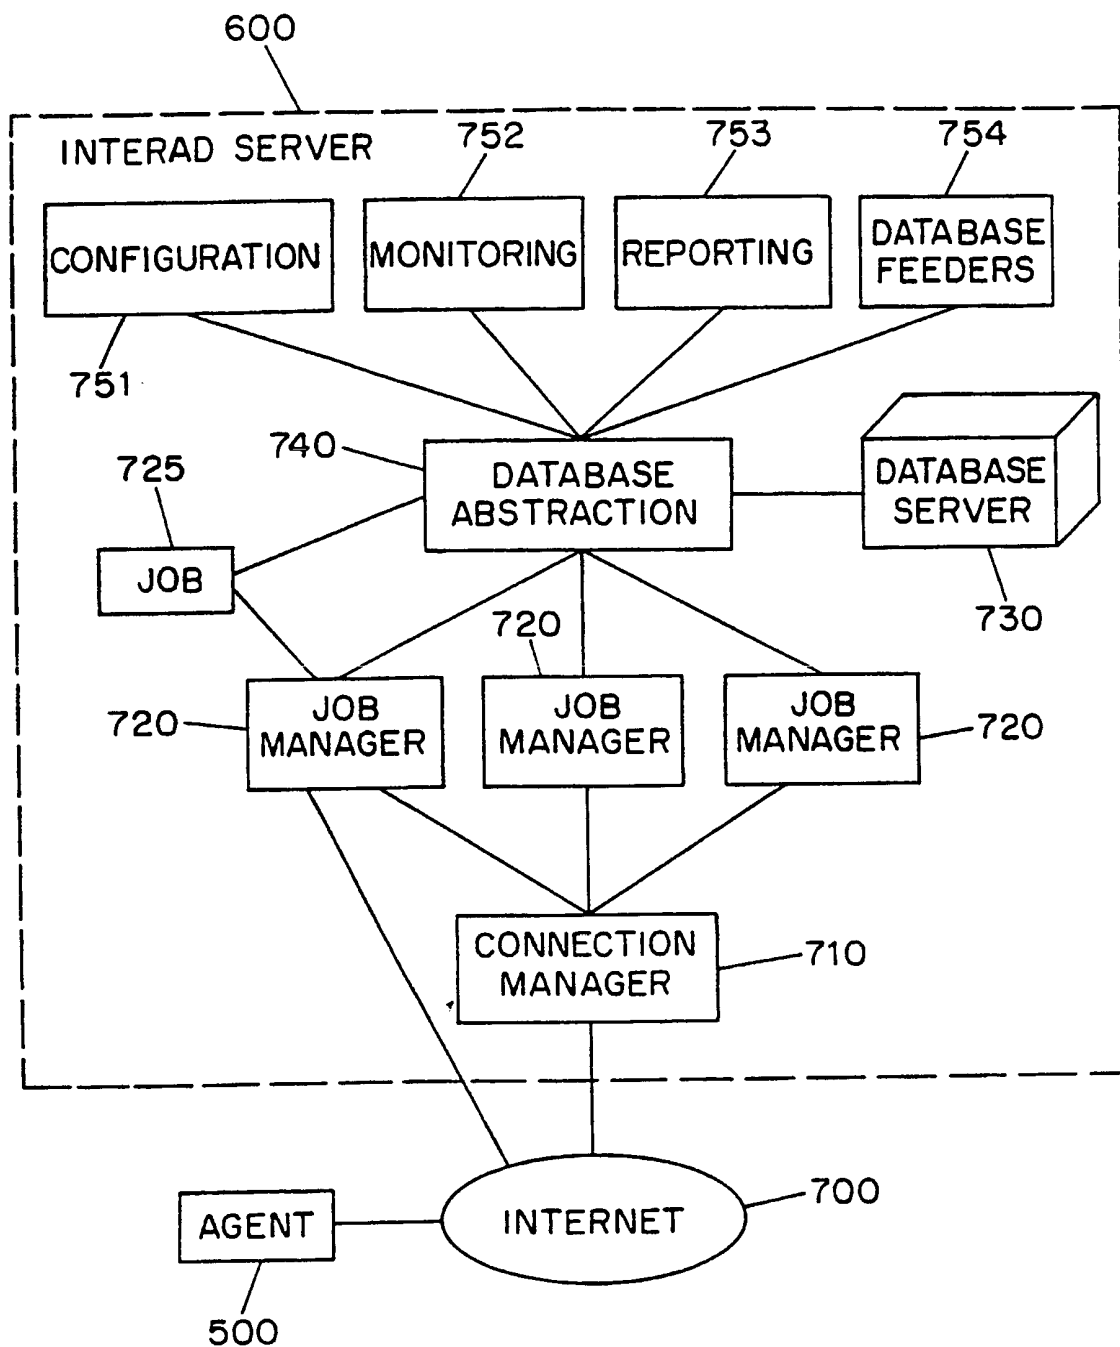 600
INTERAD SERVER
752
753
754
CONFIGURATION
MONITORING
REPORTING
DATABASE
FEEDERS
751
740
DATABASE
ABSTRACTION
DATABASE
SERVER
725
JOB
730
720
JOB
MANAGER
720
JOB
MANAGER
JOB
MANAGER
720
CONNECTION
MANAGER
710
INTERNET
700
AGENT
500